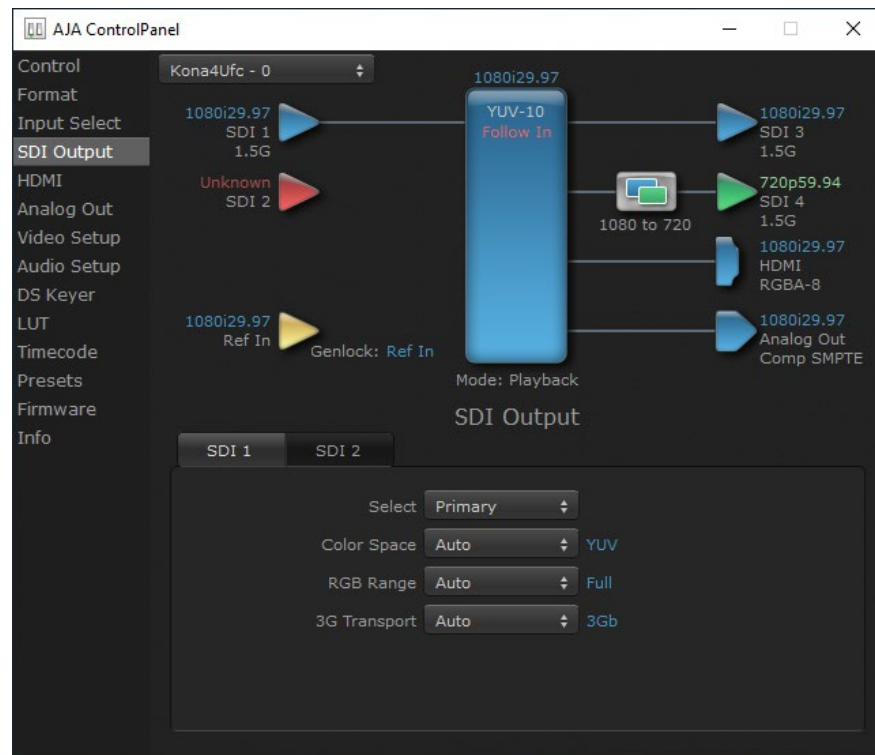 AJA ControlPanel
Control
Format
Input Select
SDI Output
HDMI
Analog Out
Video Setup
Audio Setup
DS Keyer
LUT
Timecode
Presets
Firmware
Info
Kona4Ufc - 0
1080i29.97
1080i29.97
SDI 1
1.5G
Unknown
SDI 2
1080i29.97
Ref In
Genlock: Ref In
YUV-10
Follow In
Mode: Playback
1080 to 720
1080i29.97
SDI 3
1.5G
720p59.94
SDI 4
1.5G
1080i29.97
HDMI
RGBA-8
1080i29.97
Analog Out
Comp SMPTE
SDI Output
SDI 1 SDI 2
Select Primary
Color Space Auto YUV
RGB Range Auto Full
3G Transport Auto 3Gb